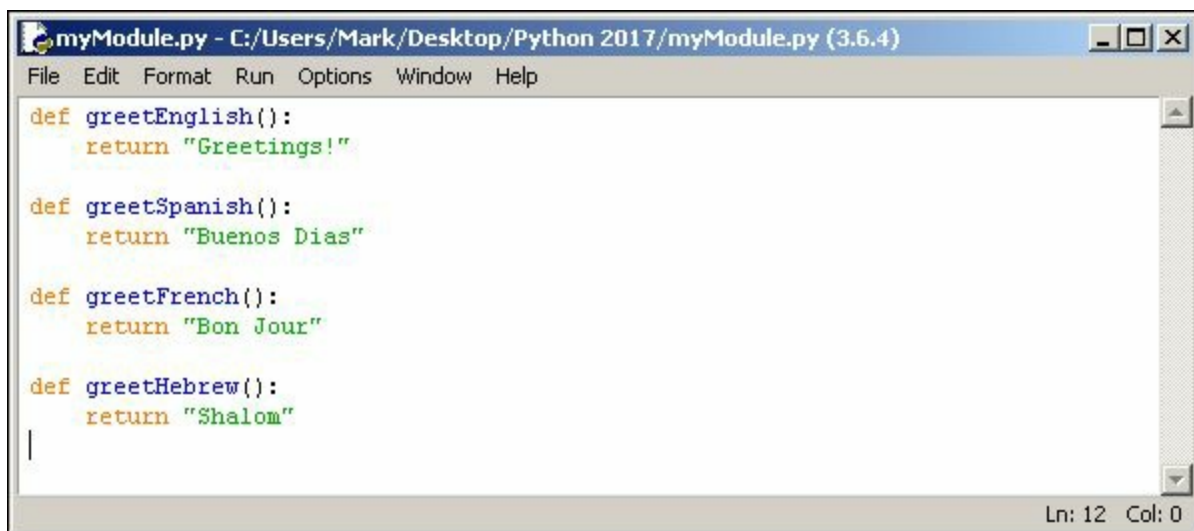 myModule.py - C:/Users/Mark/Desktop/Python 2017/myModule.py (3.6.4)
File Edit Format Run Options Window Help
def greetEnglish():
    return "Greetings!"

def greetSpanish():
    return "Buenos Dias"

def greetFrench():
    return "Bon Jour"

def greetHebrew():
    return "Shalom"
Ln: 12 Col: 0